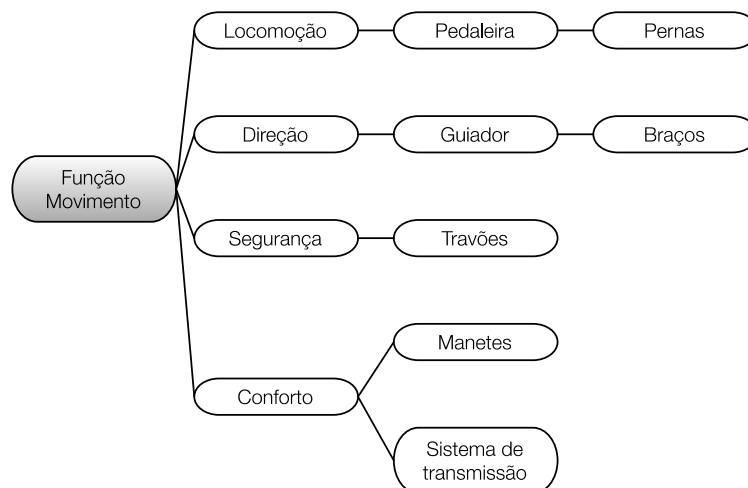 Locomoção
Pedaleira
Pernas
Direção
Guiador
Braços
Função
Movimento
Segurança
Travões
Manetes
Conforto
Sistema de
transmissão